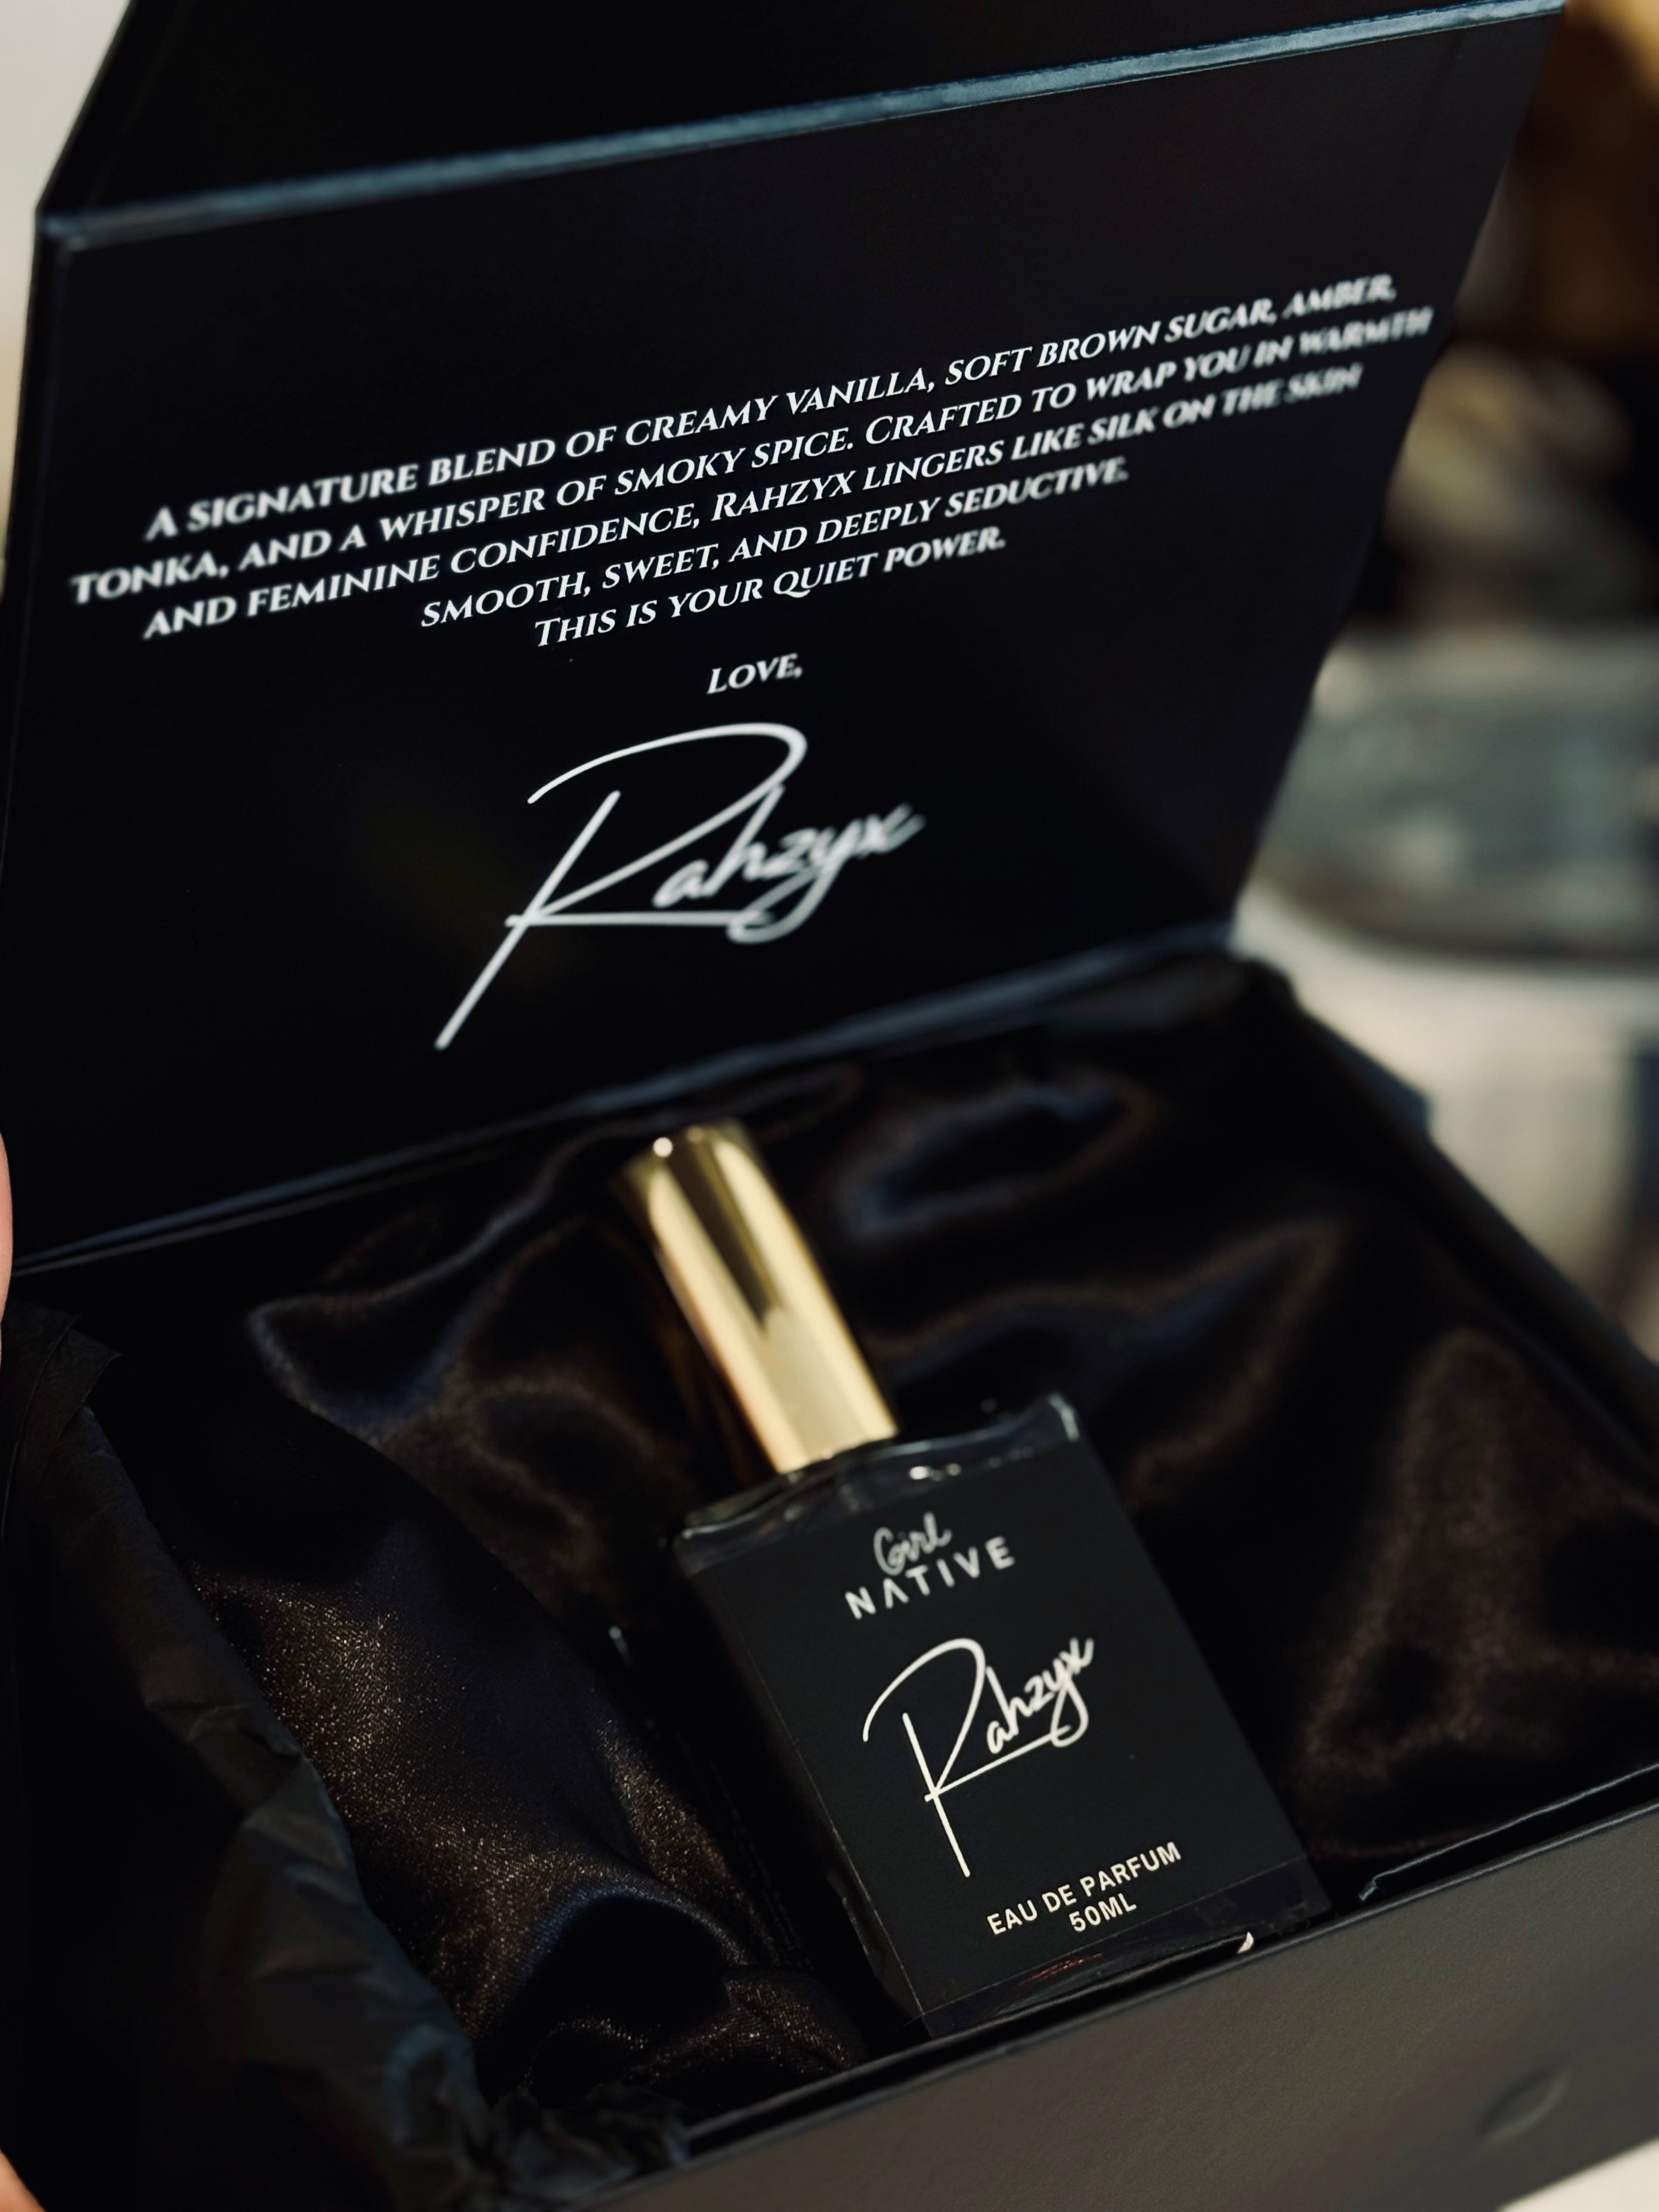 A SIGNATURE BLEND OF CREAMY VANILLA, SOFT BROWN SUGAR, AMBER,
TONKA, AND A WHISPER OF SMOKY SPICE. CRAFTED TO WRAP YOU IN WARMTH
AND FEMININE CONFIDENCE, RAHZYX LINGERS LIKE SILK ON THE SKIN
SMOOTH, SWEET, AND DEEPLY SEDUCTIVE.
THIS IS YOUR QUIET POWER.
LOVE,
Rahzyx
Girl
NATIVE
Rahzyx
EAU DE PARFUM
50ML